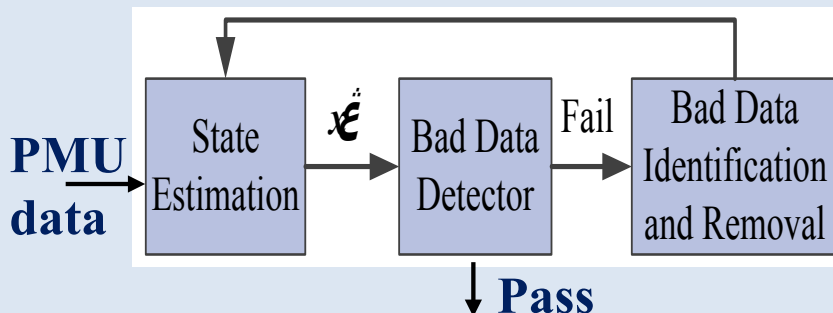 PMU
data
State
Estimation
Bad Data
Detector
Fail
Bad Data
Identification
and Removal
Pass